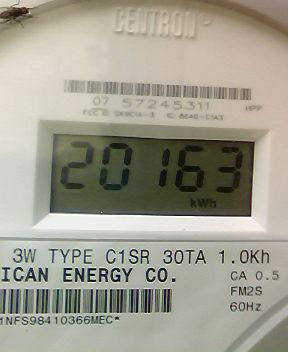 CENTRON®
07 57245311
HPP
20163
kWh
3W TYPE C1SR 30TA 1.0Kh
ICAN ENERGY CO.
CA 0.5
FM2S
60Hz
1NFS98410366MEC*